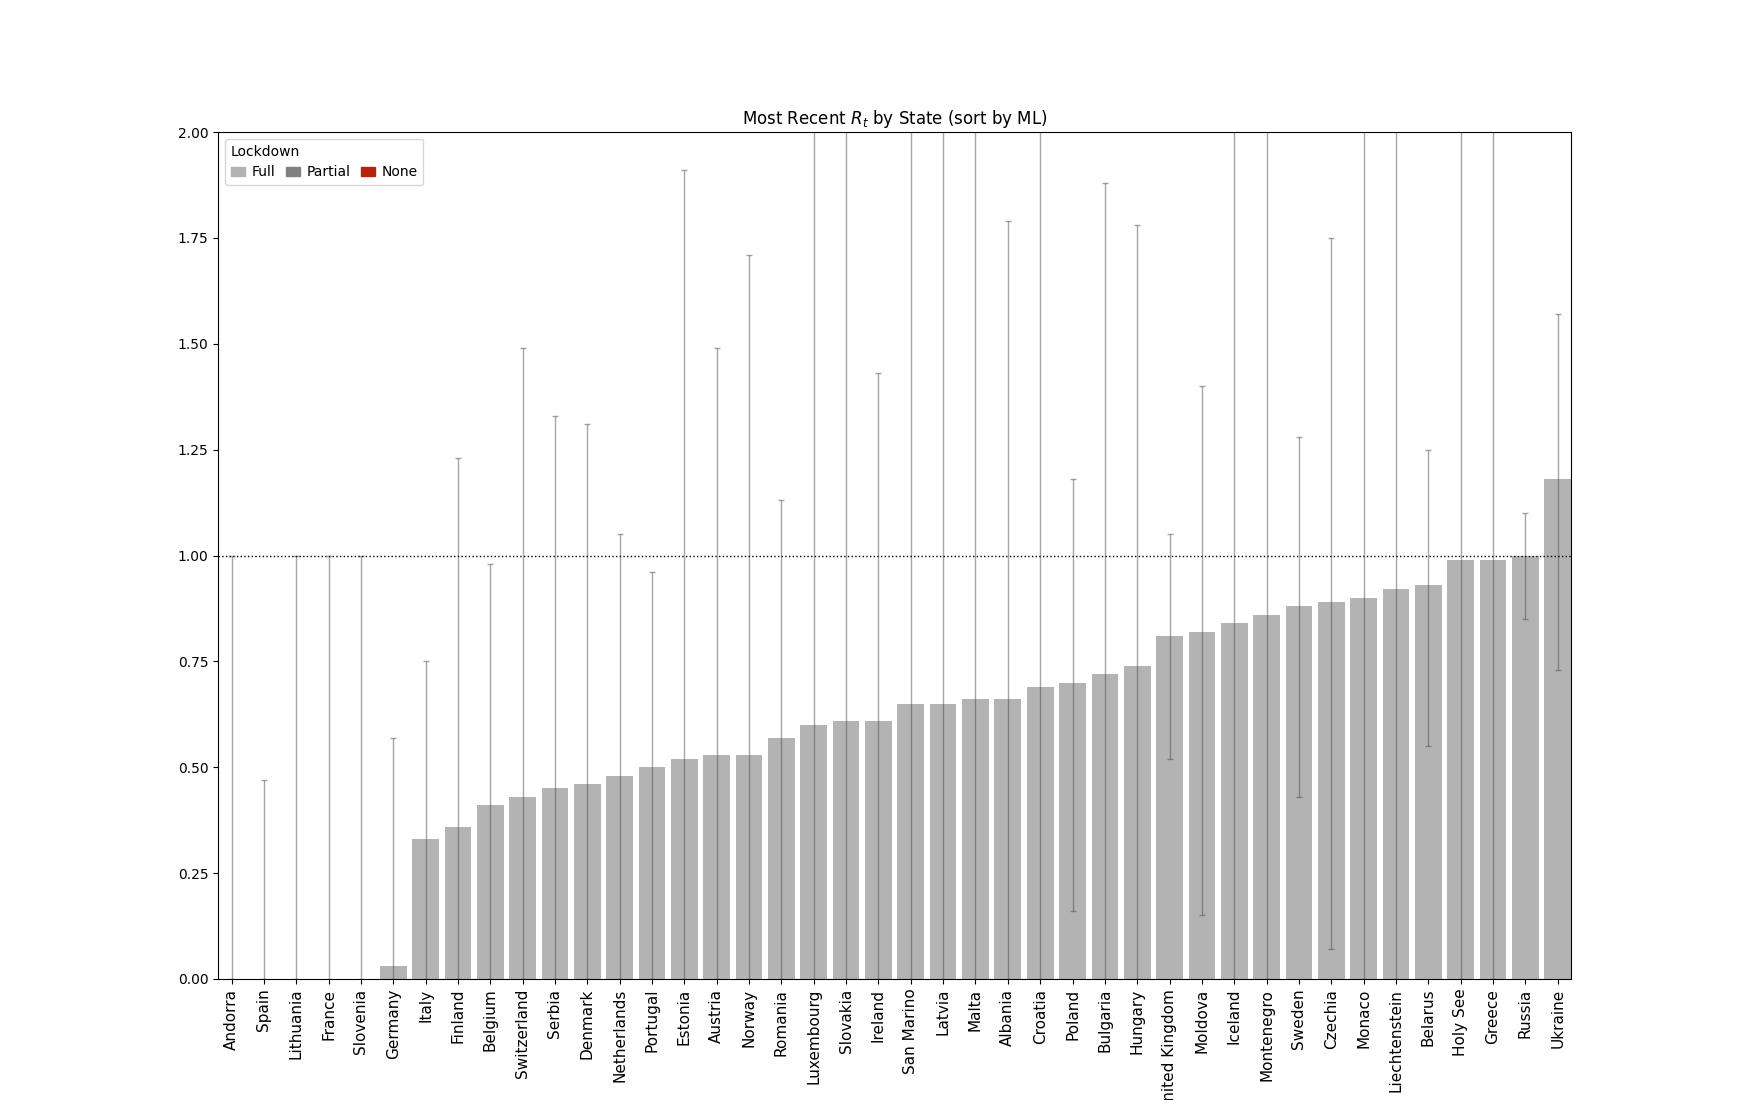 Most Recent Rt by State (sort by ML)
2.00
Lockdown
Full Partial None
1.75
1.50
1.25
1.00
0.75
0.50
0.25
0.00
Andorra
Spain
Lithuania
France
Slovenia
Germany
Italy
Finland
Belgium
Switzerland
Serbia
Denmark
Netherlands
Portugal
Estonia
Austria
Norway
Romania
Luxembourg
Slovakia
Ireland
San Marino
Latvia
Malta
Albania
Croatia
Poland
Bulgaria
Hungary
nited Kingdom
Moldova
Iceland
Montenegro
Sweden
Czechia
Monaco
Liechtenstein
Belarus
Holy See
Greece
Russia
Ukraine